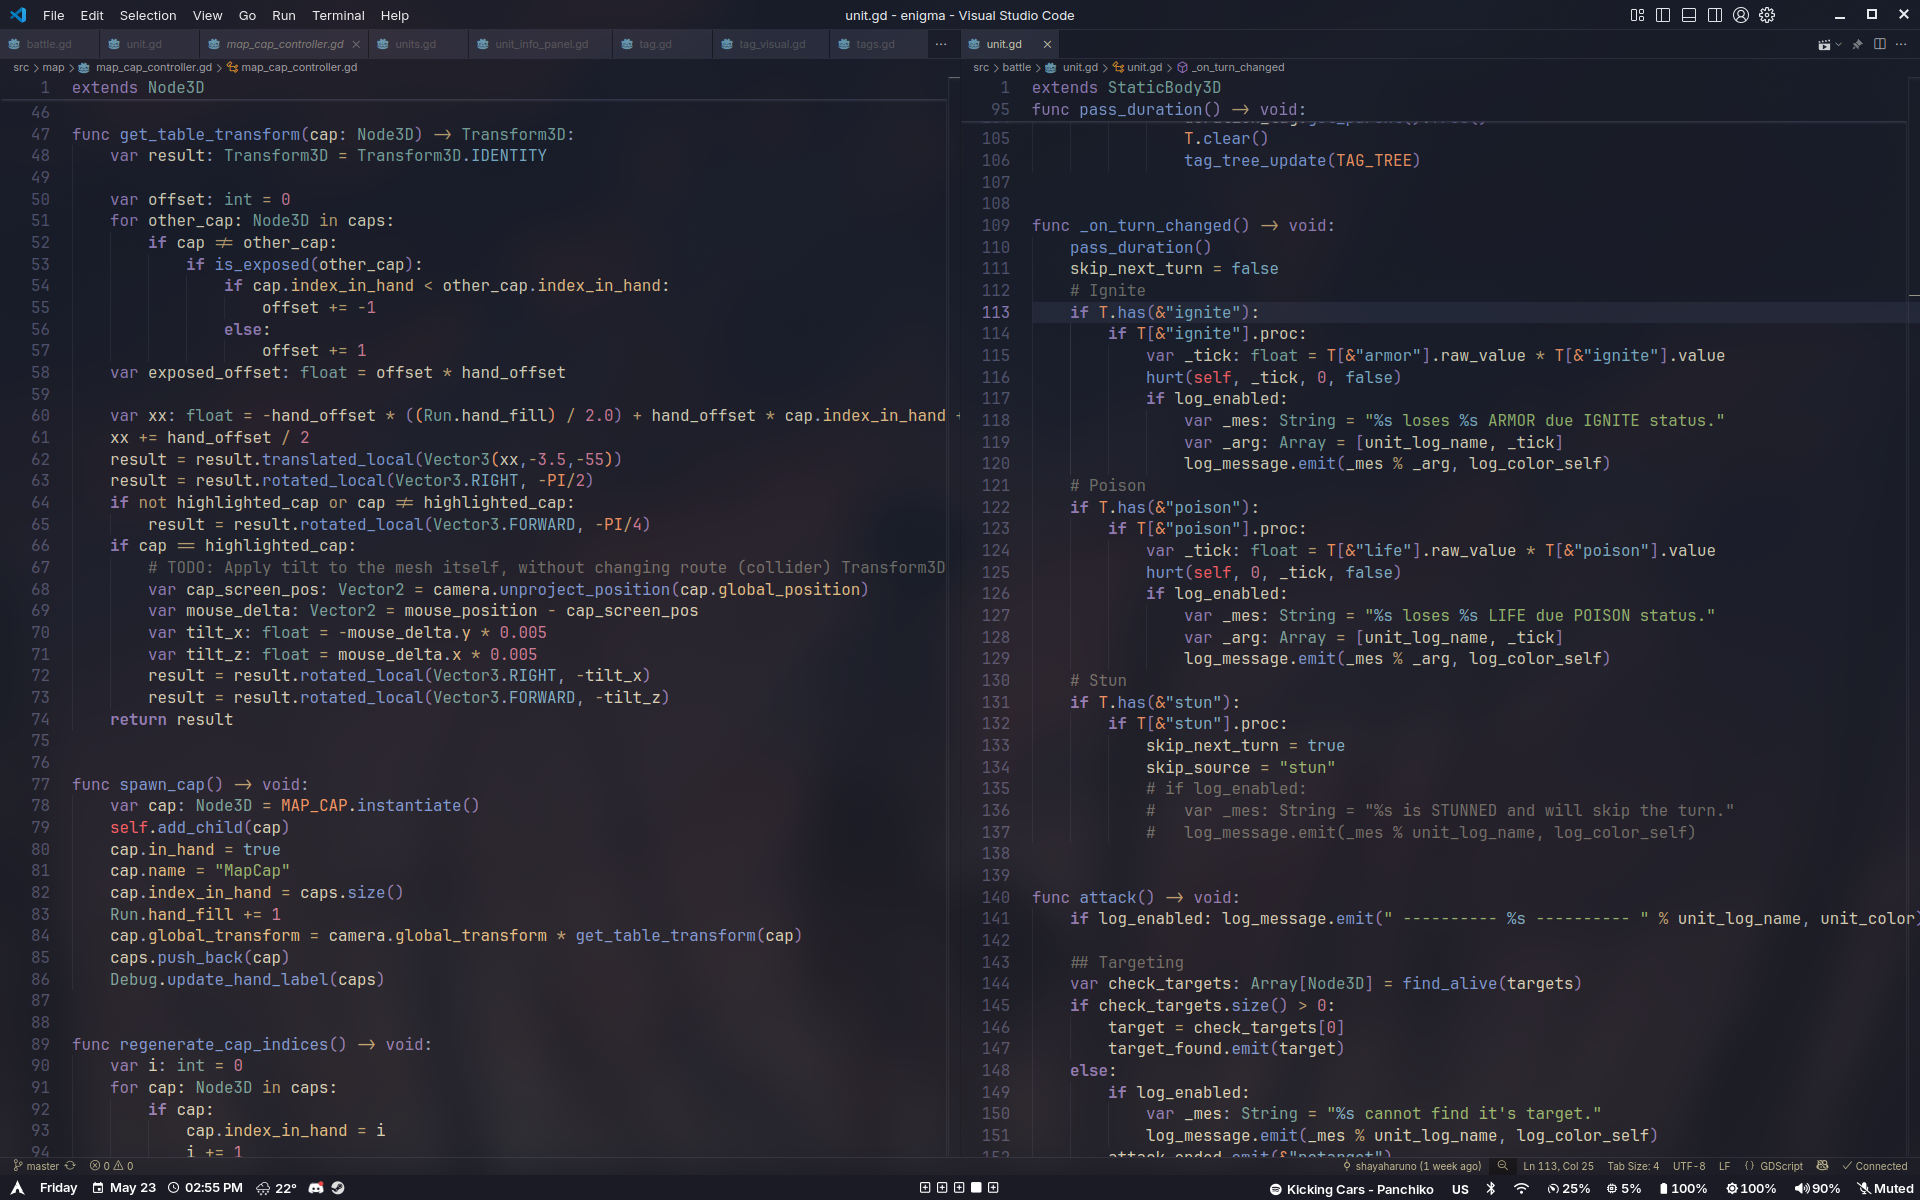 File Edit Selection View Go Run Terminal Help
unit.gd - enigma - Visual Studio Code
battle.gd unit.gd map_cap_controller.gd units.gd unit_info_panel.gd tag.gd tag_visual.gd tags.gd ...
src > map > map_cap_controller.gd > map_cap_controller.gd
1 extends Node3D
46
47 func get_table_transform(cap: Node3D) -> Transform3D:
48 var result: Transform3D = Transform3D.IDENTITY
49
50 var offset: int = 0
51 for other_cap: Node3D in caps:
52 if cap != other_cap:
53 if is_exposed(other_cap):
54 if cap.index_in_hand < other_cap.index_in_hand:
55 offset += -1
56 else:
57 offset += 1
58 var exposed_offset: float = offset * hand_offset
59
60 var xx: float = -hand_offset * ((Run.hand_fill) / 2.0) + hand_offset * cap.index_in_hand +
61 xx += hand_offset / 2
62 result = result.translated_local(Vector3(xx,-3.5,-55))
63 result = result.rotated_local(Vector3.RIGHT, -PI/2)
64 if not highlighted_cap or cap != highlighted_cap:
65 result = result.rotated_local(Vector3.FORWARD, -PI/4)
66 if cap == highlighted_cap:
67 # TODO: Apply tilt to the mesh itself, without changing route (collider) Transform3D
68 var cap_screen_pos: Vector2 = camera.unproject_position(cap.global_position)
69 var mouse_delta: Vector2 = mouse_position - cap_screen_pos
70 var tilt_x: float = -mouse_delta.y * 0.005
71 var tilt_z: float = mouse_delta.x * 0.005
72 result = result.rotated_local(Vector3.RIGHT, -tilt_x)
73 result = result.rotated_local(Vector3.FORWARD, -tilt_z)
74 return result
75
76
77 func spawn_cap() -> void:
78 var cap: Node3D = MAP_CAP.instantiate()
79 self.add_child(cap)
80 cap.in_hand = true
81 cap.name = "MapCap"
82 cap.index_in_hand = caps.size()
83 Run.hand_fill += 1
84 cap.global_transform = camera.global_transform * get_table_transform(cap)
85 caps.push_back(cap)
86 Debug.update_hand_label(caps)
87
88
89 func regenerate_cap_indices() -> void:
90 var i: int = 0
91 for cap: Node3D in caps:
92 if cap:
93 cap.index_in_hand = i
94 i += 1
unit.gd
src > battle > unit.gd > unit.gd > _on_turn_changed
1 extends StaticBody3D
95 func pass_duration() -> void:
105 T.clear()
106 tag_tree_update(TAG_TREE)
107
108
109 func _on_turn_changed() -> void:
110 pass_duration()
111 skip_next_turn = false
112 # Ignite
113 if T.has(&"ignite"):
114 if T[&"ignite"].proc:
115 var _tick: float = T[&"armor"].raw_value * T[&"ignite"].value
116 hurt(self, _tick, 0, false)
117 if log_enabled:
118 var _mes: String = "%s loses %s ARMOR due IGNITE status."
119 var _arg: Array = [unit_log_name, _tick]
120 log_message.emit(_mes % _arg, log_color_self)
121 # Poison
122 if T.has(&"poison"):
123 if T[&"poison"].proc:
124 var _tick: float = T[&"life"].raw_value * T[&"poison"].value
125 hurt(self, 0, _tick, false)
126 if log_enabled:
127 var _mes: String = "%s loses %s LIFE due POISON status."
128 var _arg: Array = [unit_log_name, _tick]
129 log_message.emit(_mes % _arg, log_color_self)
130 # Stun
131 if T.has(&"stun"):
132 if T[&"stun"].proc:
133 skip_next_turn = true
134 skip_source = "stun"
135 # if log_enabled:
136 # var _mes: String = "%s is STUNNED and will skip the turn."
137 # log_message.emit(_mes % unit_log_name, log_color_self)
138
139
140 func attack() -> void:
141 if log_enabled: log_message.emit(" ---------- %s ---------- " % unit_log_name, unit_color)
142
143 ## Targeting
144 var check_targets: Array[Node3D] = find_alive(targets)
145 if check_targets.size() > 0:
146 target = check_targets[0]
147 target_found.emit(target)
148 else:
149 if log_enabled:
150 var _mes: String = "%s cannot find it's target."
151 log_message.emit(_mes % unit_log_name, log_color_self)
152 attack_ended.emit(&"notarget")
master 0 0 shayaharuno (1 week ago) Ln 113, Col 25 Tab Size: 4 UTF-8 LF GDScript Connected
Friday May 23 02:55 PM 22° Kicking Cars - Panchiko US 25% 5% 100% 100% 90% Muted